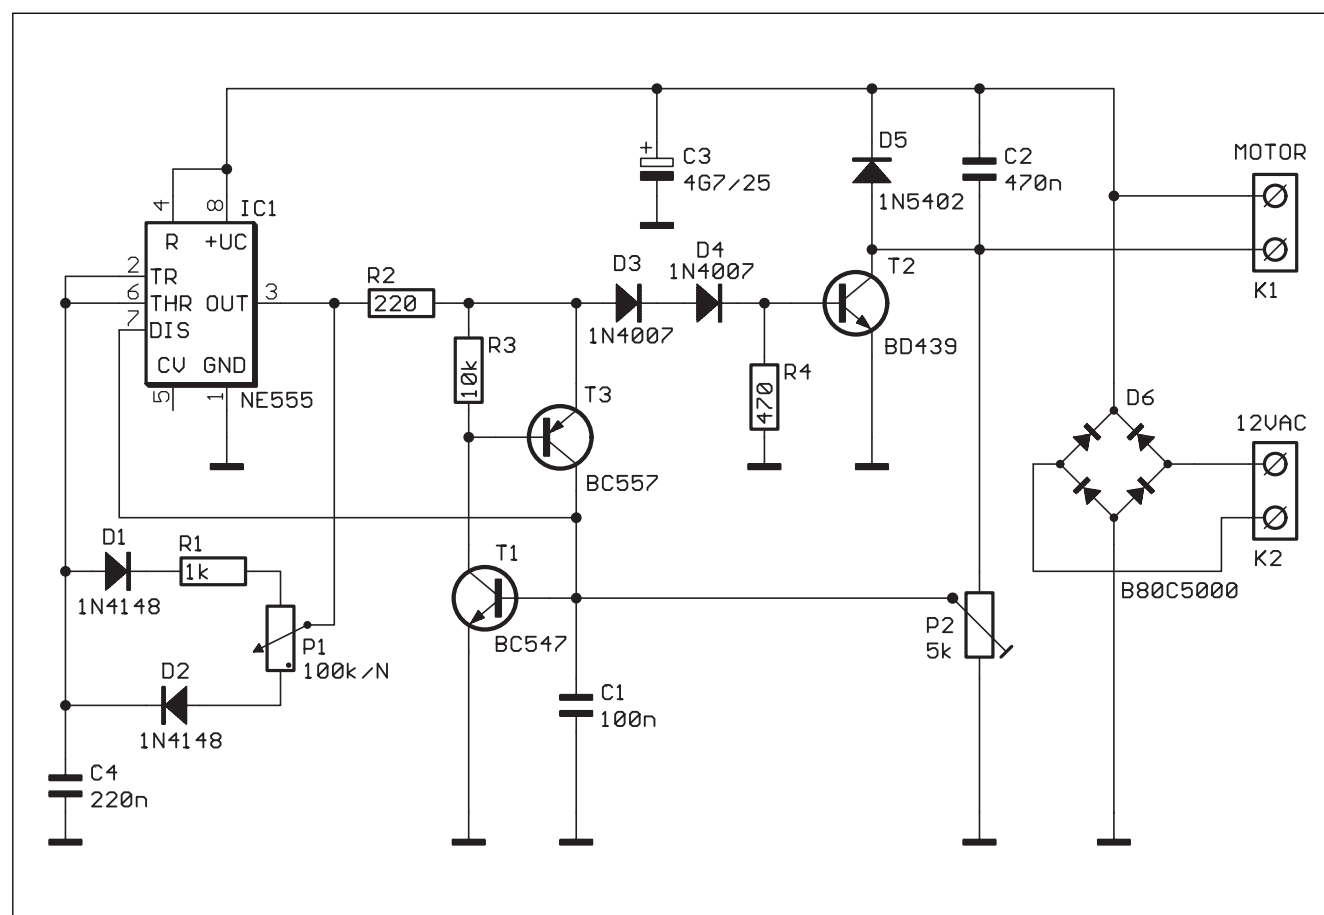 +
C3
4G7/25
D5
1N5402
C2
470n
MOTOR
K1
4
8
IC1
R
+UC
2
TR
6
THR
OUT
3
7
DIS
CV
GND
5
1
NE555
R2
220
R3
10k
D3
1N4007
D4
1N4007
T2
BD439
R4
470
T3
BC557
D6
12VAC
K2
B80C5000
D1
1N4148
R1
1k
P1
100k/N
D2
1N4148
T1
BC547
P2
5k
C1
100n
C4
220n